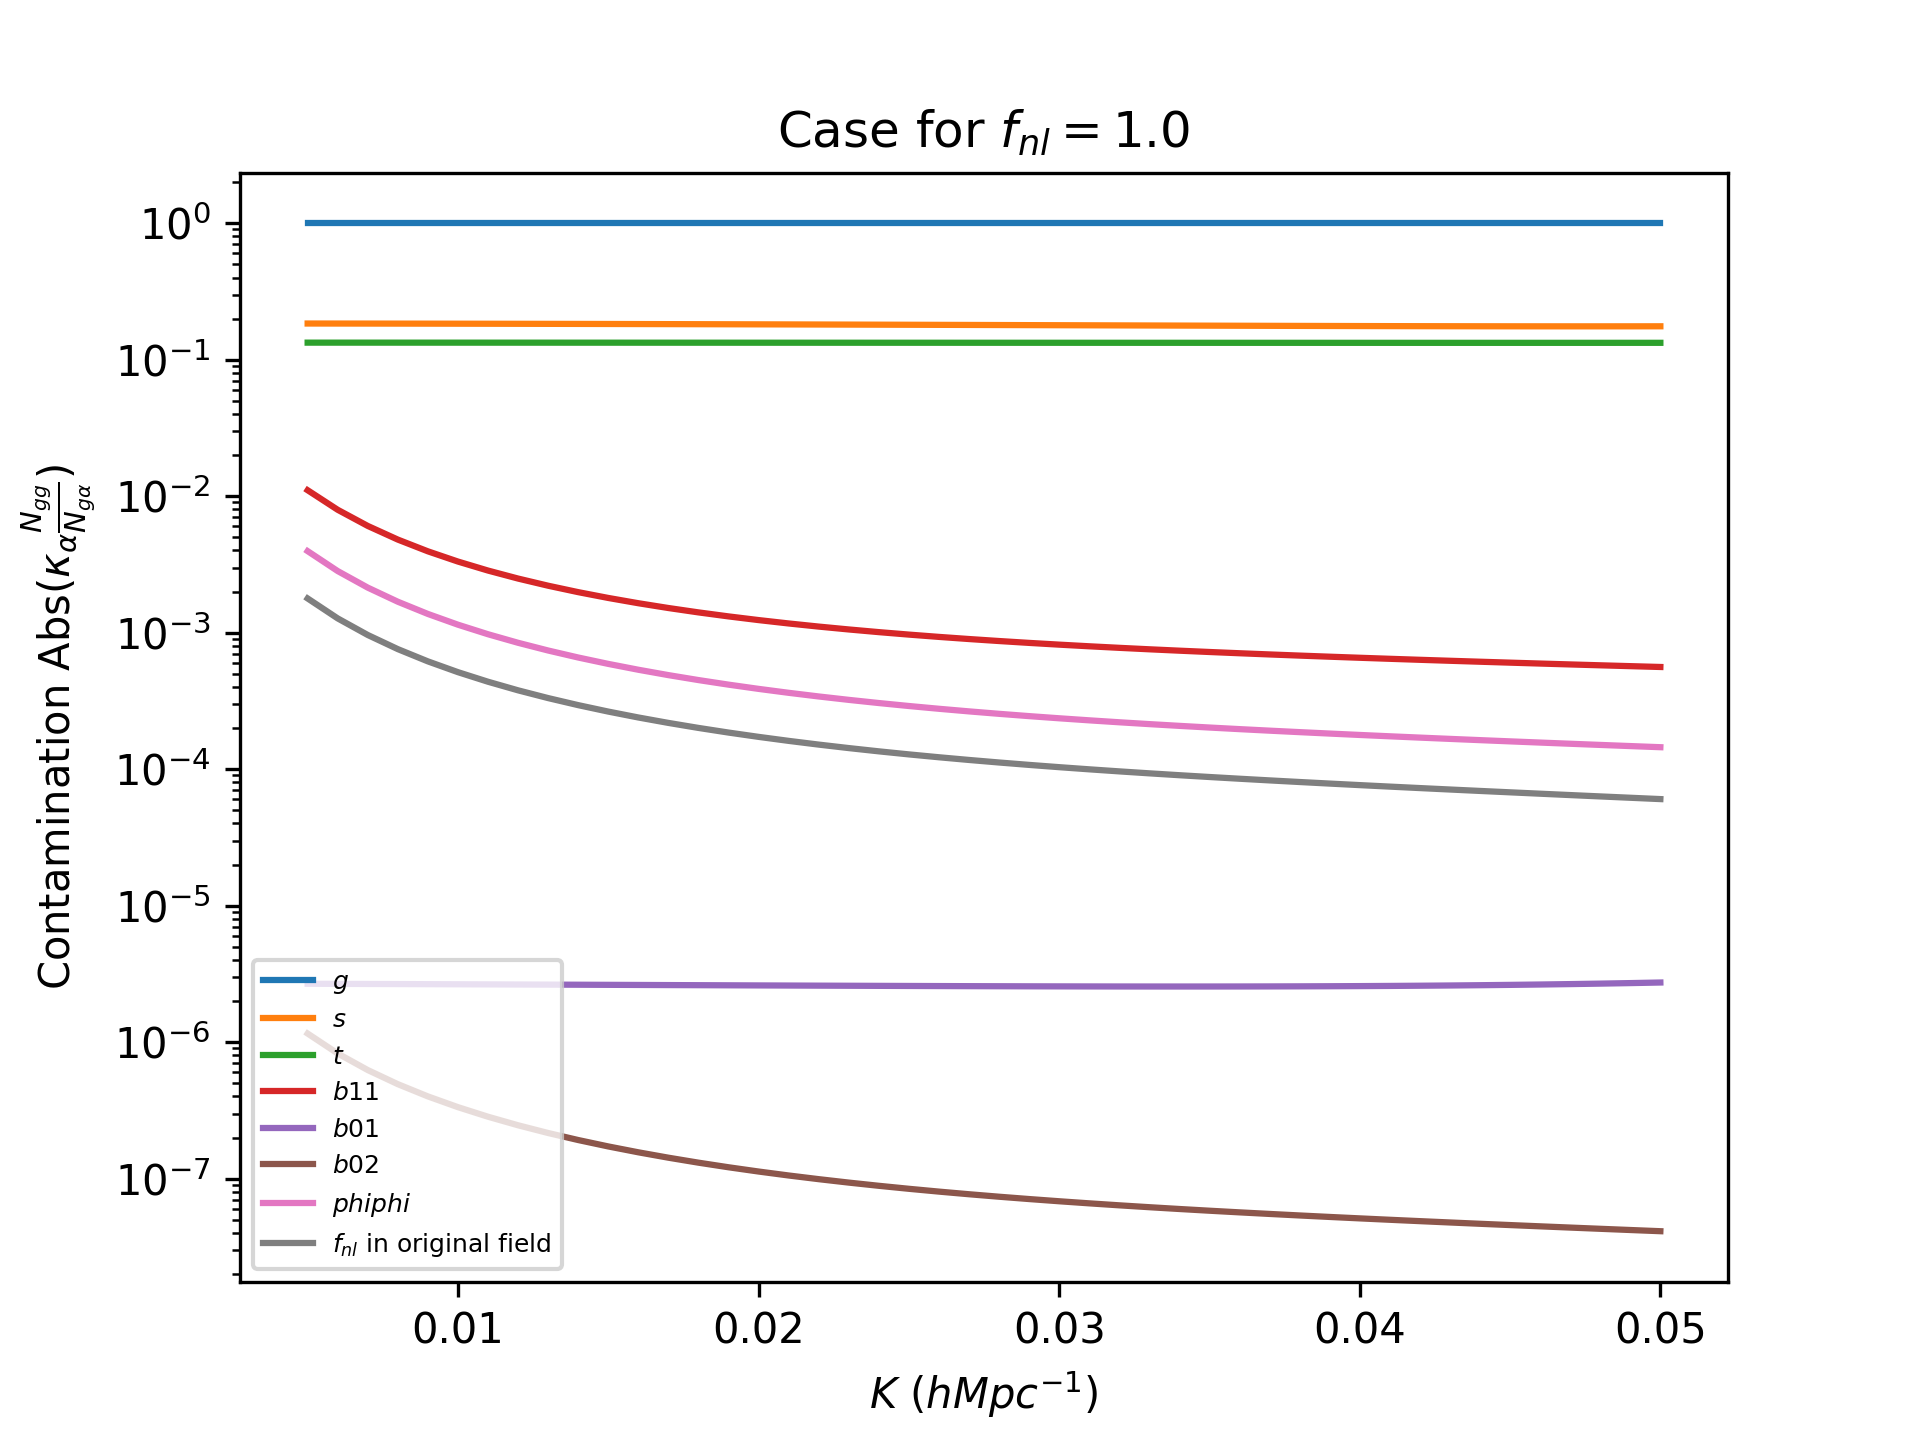 Case for $f_{nl} = 1.0$
Contamination Abs($\kappa_{\alpha} \frac{N_{gg}}{N_{g\alpha}}$)
$10^{0}$
$10^{-1}$
$10^{-2}$
$10^{-3}$
$10^{-4}$
$10^{-5}$
$10^{-6}$
$10^{-7}$
g
s
t
b11
b01
b02
phiphi
$f_{nl}$ in original field
0.01 0.02 0.03 0.04 0.05
$K$ ($hMpc^{-1}$)